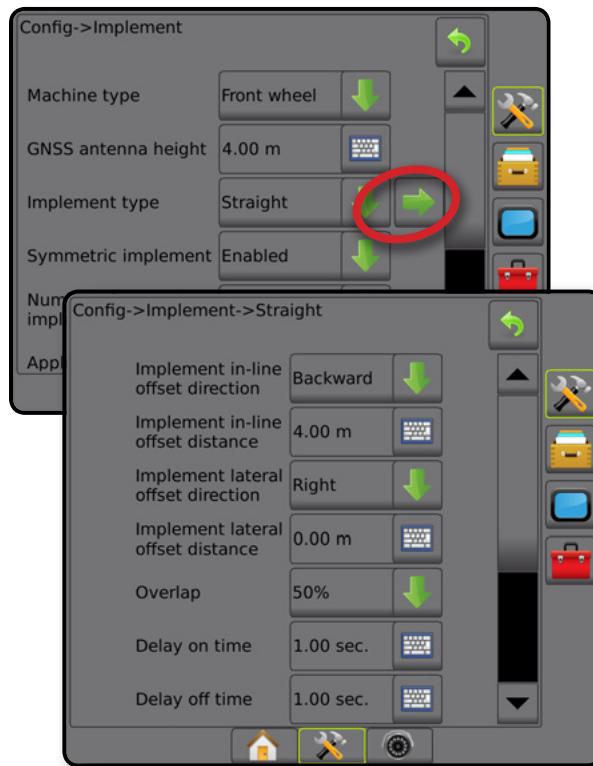 Config->Implement
Machine type Front wheel
GNSS antenna height 4.00 m
Implement type Straight
Symmetric implement Enabled
Config->Implement->Straight
Implement in-line
offset direction
Backward
Implement in-line
offset distance
4.00 m
Implement lateral
offset direction
Right
Implement lateral
offset distance
0.00 m
Overlap 50%
Delay on time 1.00 sec.
Delay off time 1.00 sec.